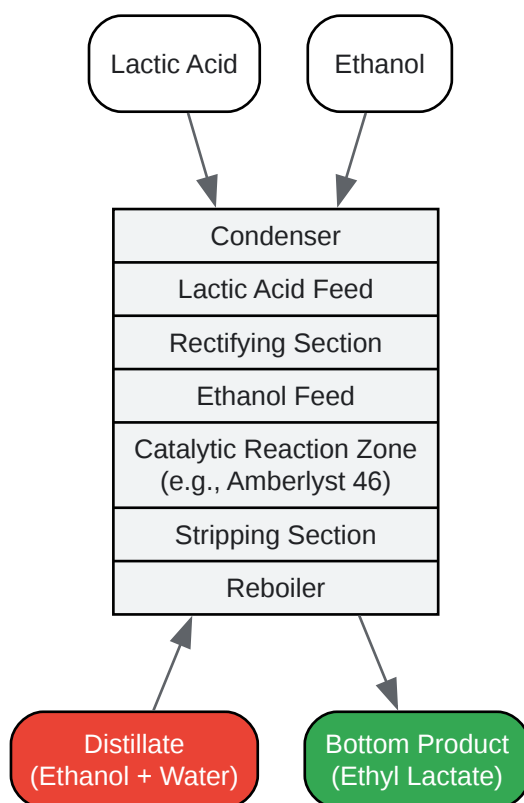 Lactic Acid
Ethanol
Condenser
Lactic Acid Feed
Rectifying Section
Ethanol Feed
Catalytic Reaction Zone
(e.g., Amberlyst 46)
Stripping Section
Reboiler
Distillate
(Ethanol + Water)
Bottom Product
(Ethyl Lactate)